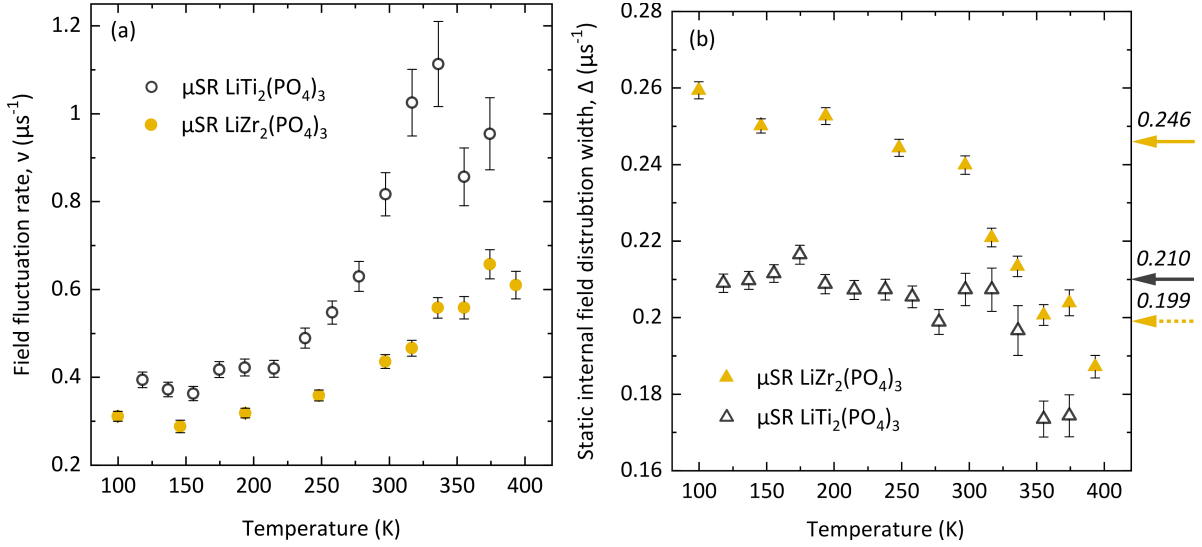 (a)
μSR LiTi₂(PO₄)₃
μSR LiZr₂(PO₄)₃
Field fluctuation rate, ν (μs⁻¹)
1.2
1
0.8
0.6
0.4
0.2
100 150 200 250 300 350 400
Temperature (K)
(b)
Static internal field distrubtion width, Δ (μs⁻¹)
0.28
0.26
0.24
0.22
0.2
0.18
0.16
μSR LiZr₂(PO₄)₃
μSR LiTi₂(PO₄)₃
100 150 200 250 300 350 400
Temperature (K)
0.246
0.210
0.199